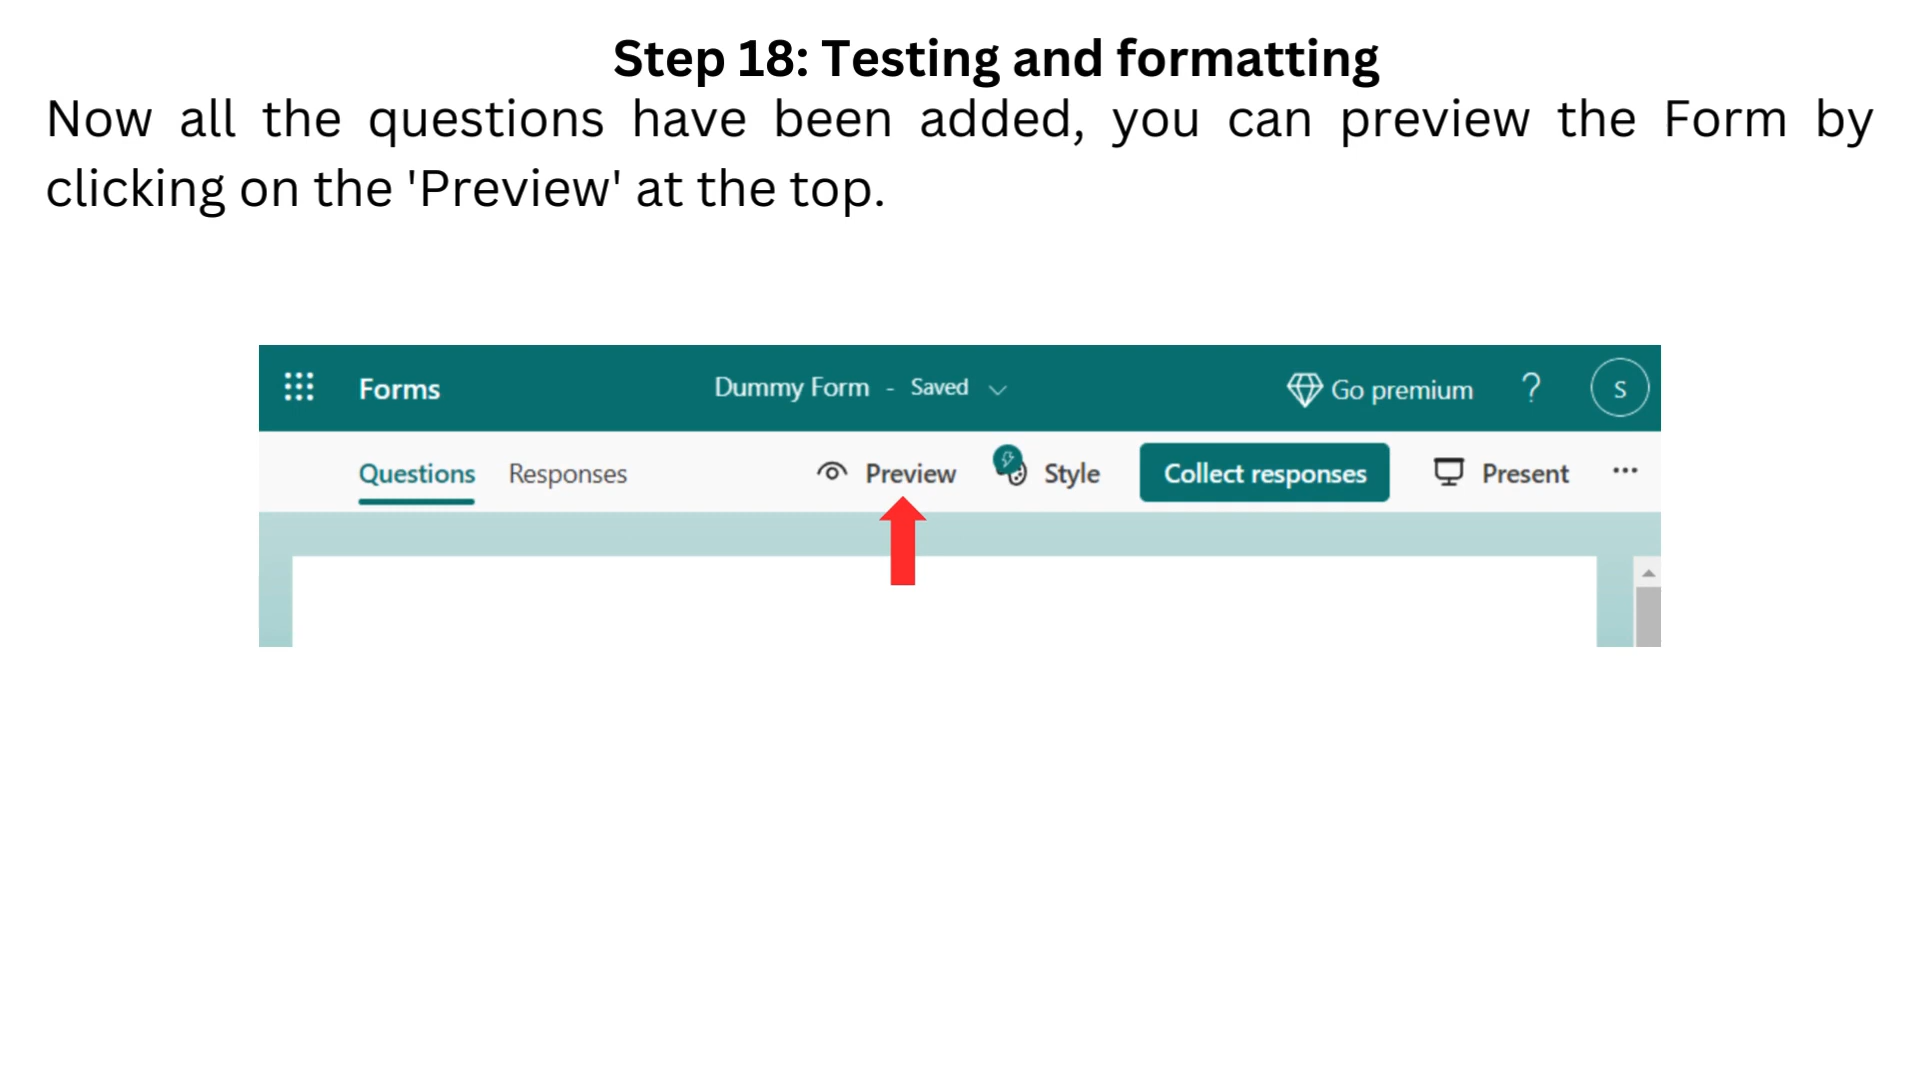 Step 18: Testing and formatting
Now all the questions have been added, you can preview the Form by
clicking on the 'Preview' at the top.
Forms Dummy Form - Saved Go premium ? S
Questions Responses Preview Style Collect responses Present ...